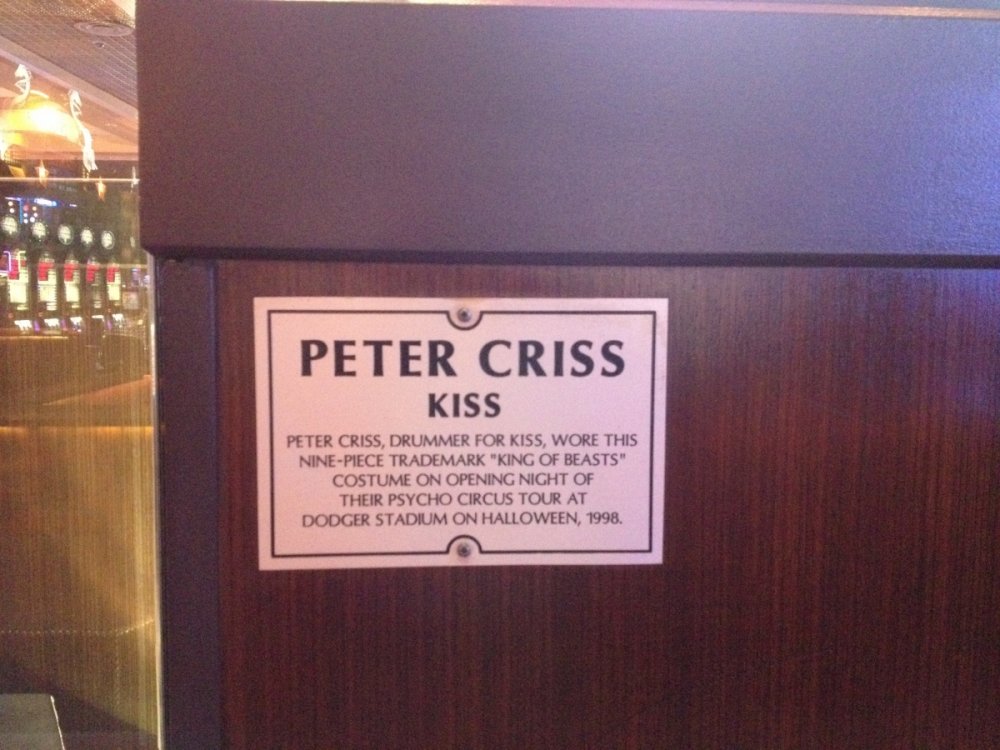 PETER CRISS
KISS
PETER CRISS, DRUMMER FOR KISS, WORE THIS
NINE-PIECE TRADEMARK "KING OF BEASTS"
COSTUME ON OPENING NIGHT OF
THEIR PSYCHO CIRCUS TOUR AT
DODGER STADIUM ON HALLOWEEN, 1998.